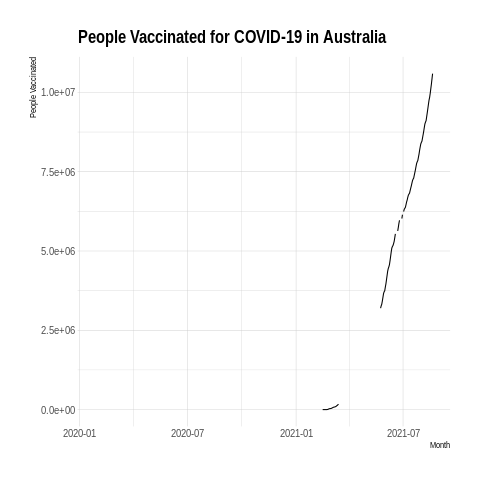 People Vaccinated for COVID-19 in Australia
People Vaccinated
1.0e+07
7.5e+06
5.0e+06
2.5e+06
0.0e+00
2020-01 2020-07 2021-01 2021-07
Month